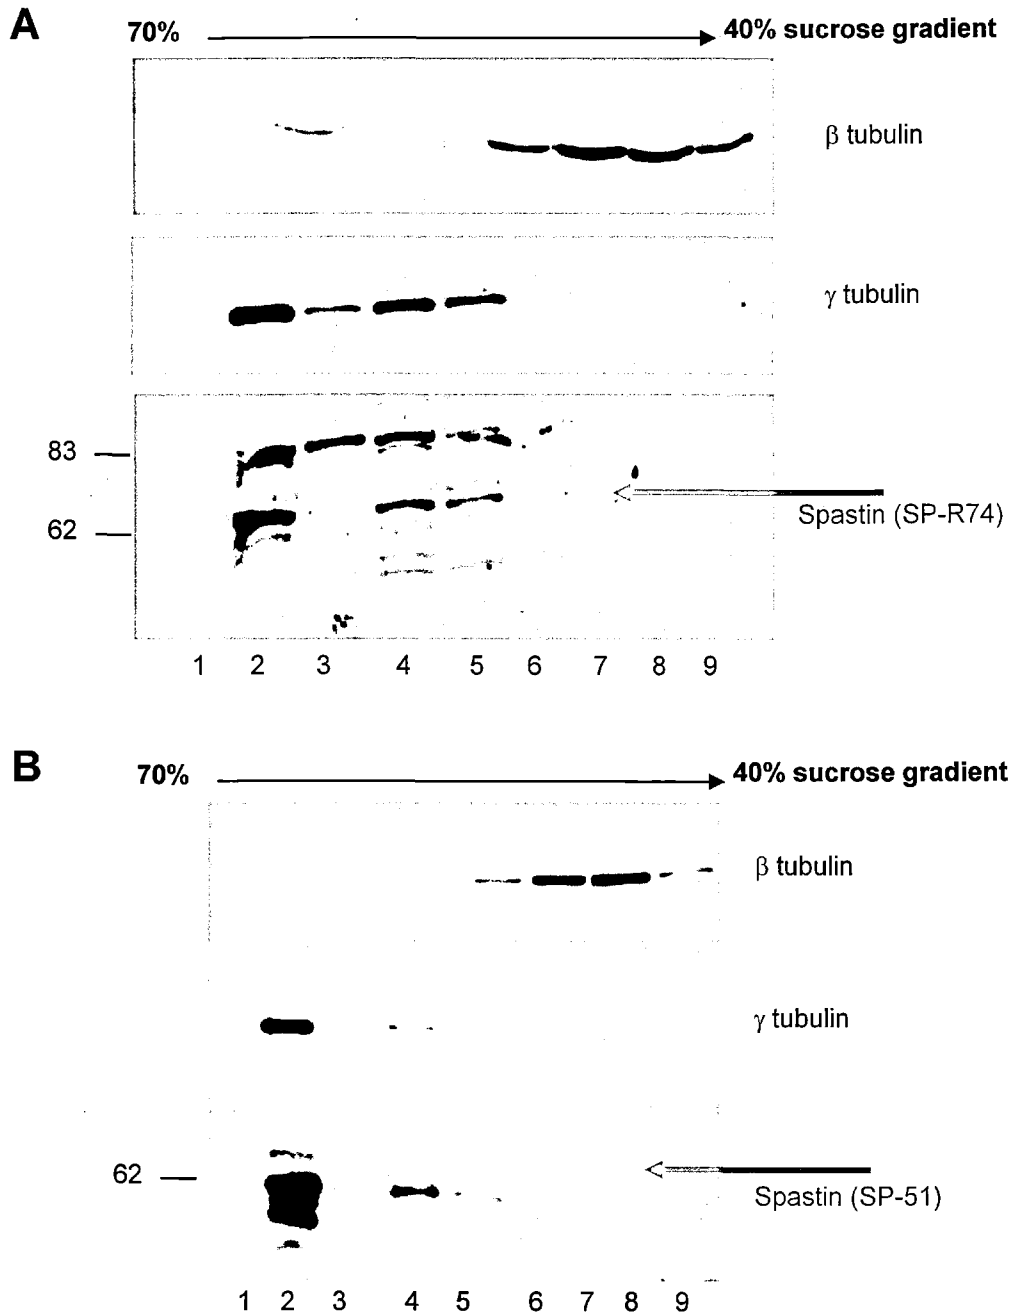 A
70% 40% sucrose gradient
β tubulin
γ tubulin
83
Spastin (SP-R74)
62
1 2 3 4 5 6 7 8 9
B
70% 40% sucrose gradient
β tubulin
γ tubulin
62
Spastin (SP-51)
1 2 3 4 5 6 7 8 9